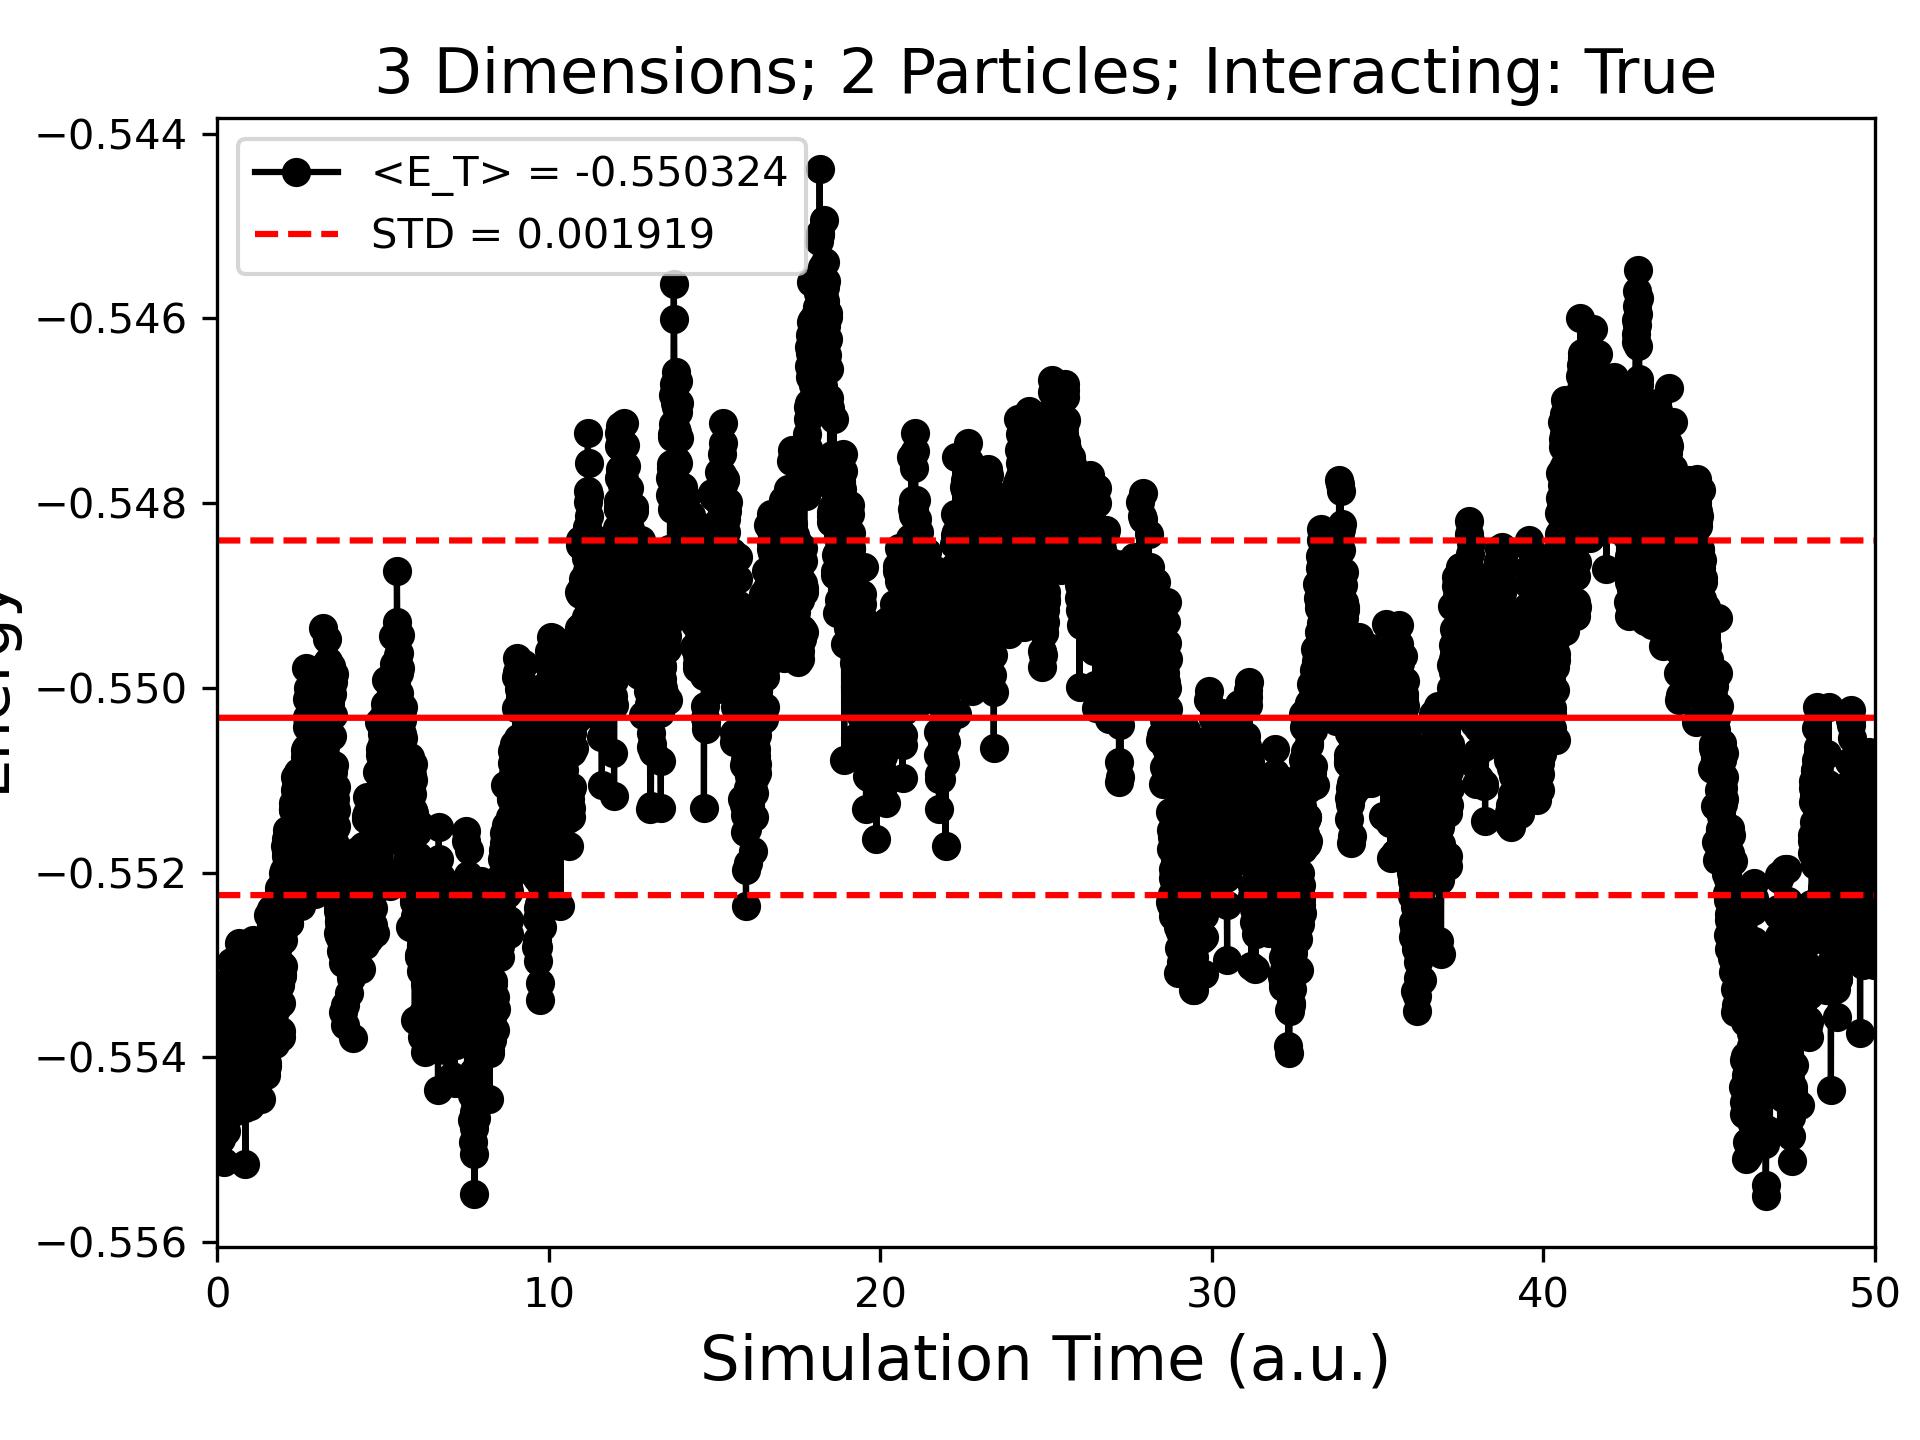 3 Dimensions; 2 Particles; Interacting: True
<E_T> = -0.550324
STD = 0.001919
−0.544
−0.546
−0.548
−0.550
−0.552
−0.554
−0.556
Energy
0 10 20 30 40 50
Simulation Time (a.u.)